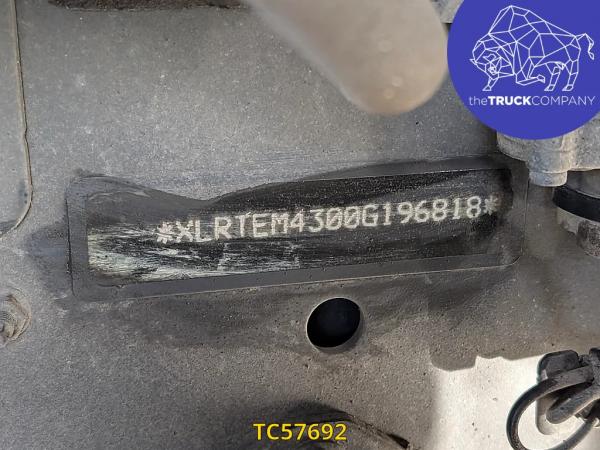 theTRUCKCOMPANY
*XLRTEM4300G196818*
TC57692